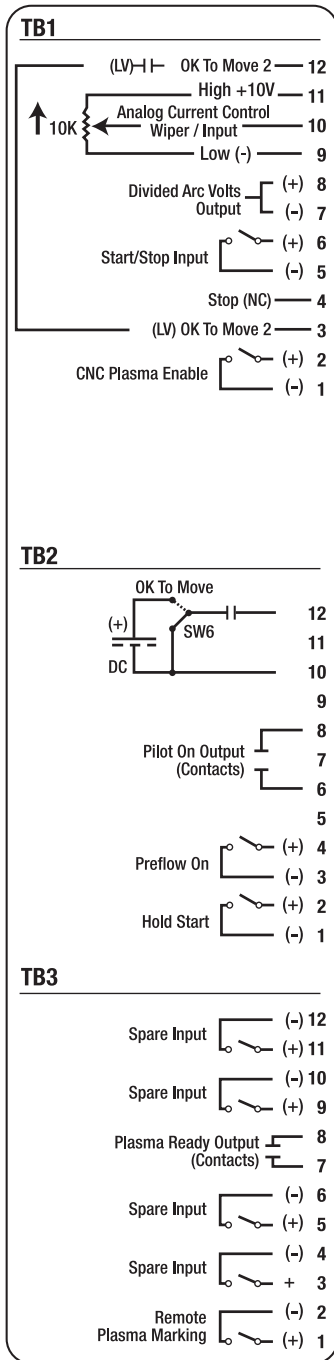 TB1
(LV) OK To Move 2 12
High +10V 11
10K Analog Current Control
Wiper / Input 10
Low (-) 9
Divided Arc Volts
Output (+) 8
(-) 7
Start/Stop Input (+) 6
(-) 5
Stop (NC) 4
(LV) OK To Move 2 3
CNC Plasma Enable (+) 2
(-) 1
TB2
OK To Move
(+) SW6 12
11
DC 10
9
8
Pilot On Output
(Contacts) 7
6
5
Preflow On (+) 4
(-) 3
Hold Start (+) 2
(-) 1
TB3
Spare Input (-) 12
(+) 11
Spare Input (-) 10
(+) 9
Plasma Ready Output 8
(Contacts) 7
Spare Input (-) 6
(+) 5
Spare Input (-) 4
+ 3
Remote (-) 2
Plasma Marking (+) 1